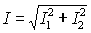 I = √(I₁² + I₂²)